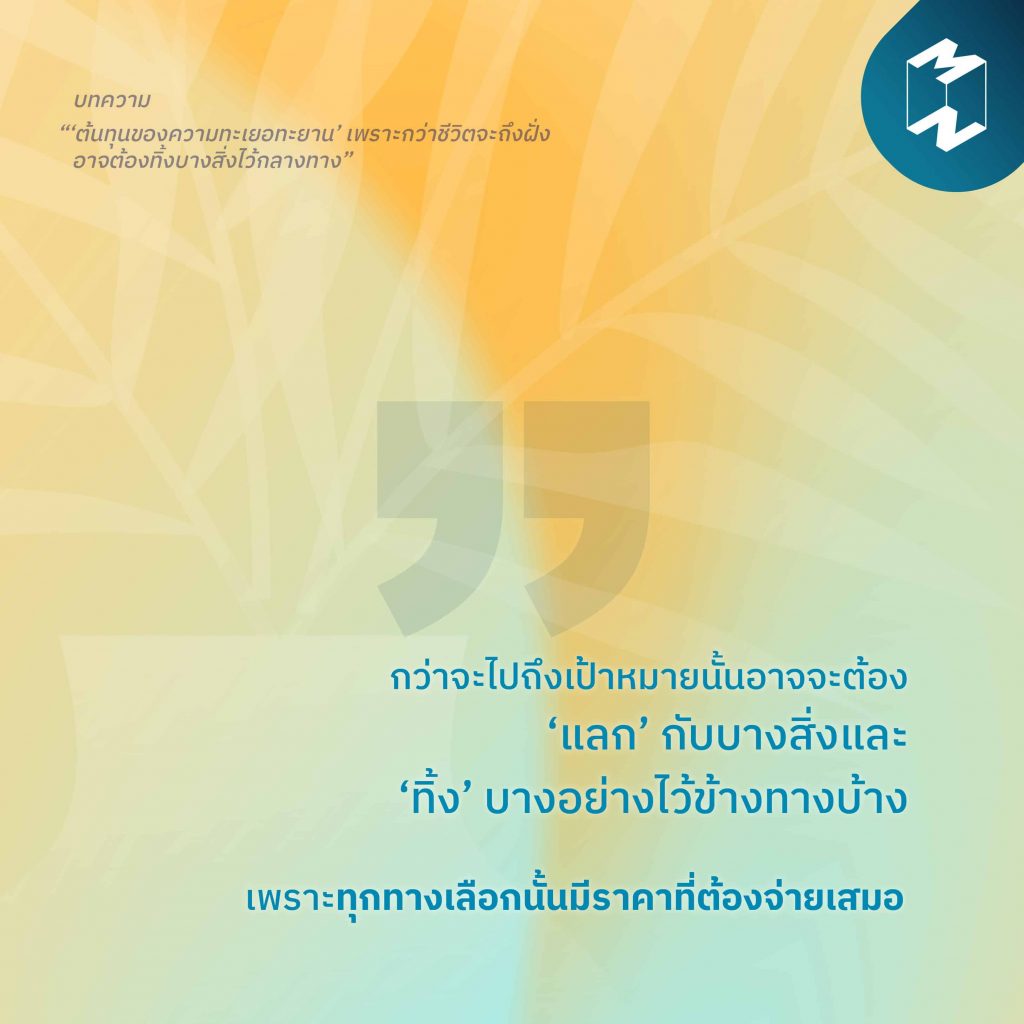 บทความ
“‘ต้นทุนของความทะเยอทะยาน’ เพราะกว่าชีวิตจะถึงฝั่ง
อาจต้องทิ้งบางสิ่งไว้กลางทาง”
กว่าจะไปถึงเป้าหมายนั้นอาจจะต้อง
‘แลก’ กับบางสิ่งและ
‘ทิ้ง’ บางอย่างไว้ข้างทางบ้าง
เพราะทุกทางเลือกนั้นมีราคาที่ต้องจ่ายเสมอ